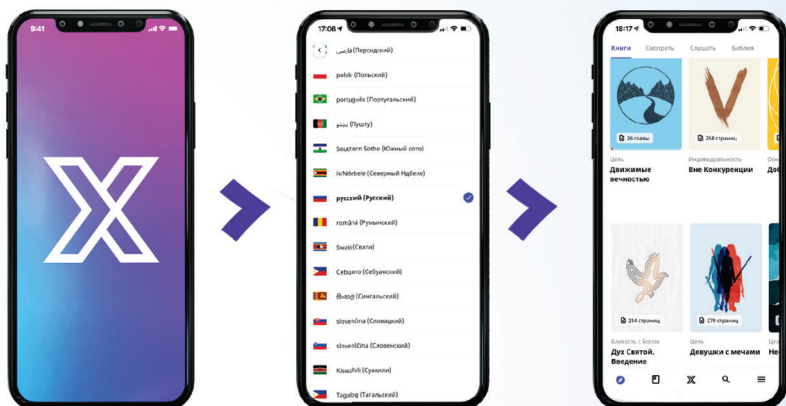 9:41
17:06
فارسی (Персидский)
polsk (Польский)
português (Португальский)
پښتو (Пушту)
Southern Sotho (Южный сото)
isiNdebele (Северный Ндебеле)
русский (Русский)
română (Румынский)
Swati (Свати)
Cebuano (Себуанский)
සිංහල (Сингальский)
slovenčina (Словацкий)
slovenščina (Словенский)
Kiswahili (Суахили)
Tagalog (Тагальский)
18:17
Книги Смотреть Слушать Библия
26 главы
258 страниц
Цель
Движимые
вечностью
Индивидуальность
Вне Конкуренции
254 страниц
270 страниц
Близость с Богом
Дух Святой.
Введение
Цель
Девушки с мечами